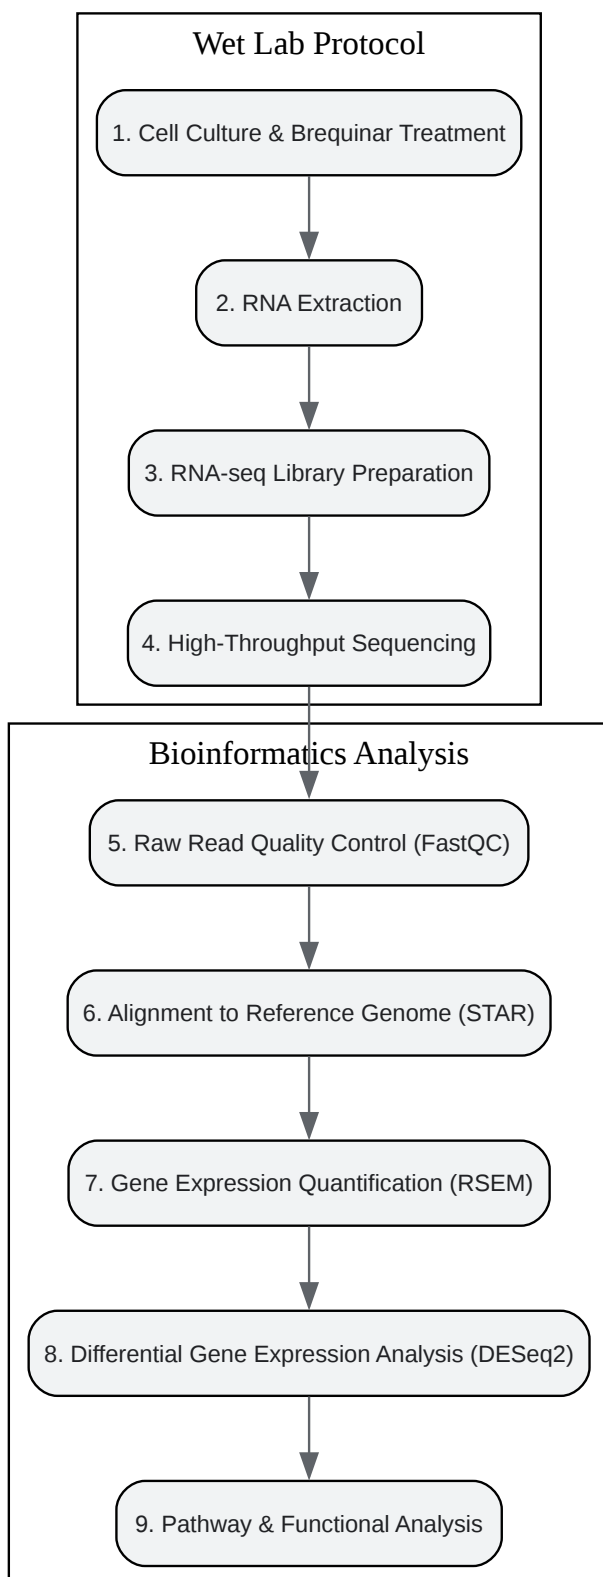 Wet Lab Protocol
1. Cell Culture & Brequinar Treatment
2. RNA Extraction
3. RNA-seq Library Preparation
4. High-Throughput Sequencing
Bioinformatics Analysis
5. Raw Read Quality Control (FastQC)
6. Alignment to Reference Genome (STAR)
7. Gene Expression Quantification (RSEM)
8. Differential Gene Expression Analysis (DESeq2)
9. Pathway & Functional Analysis